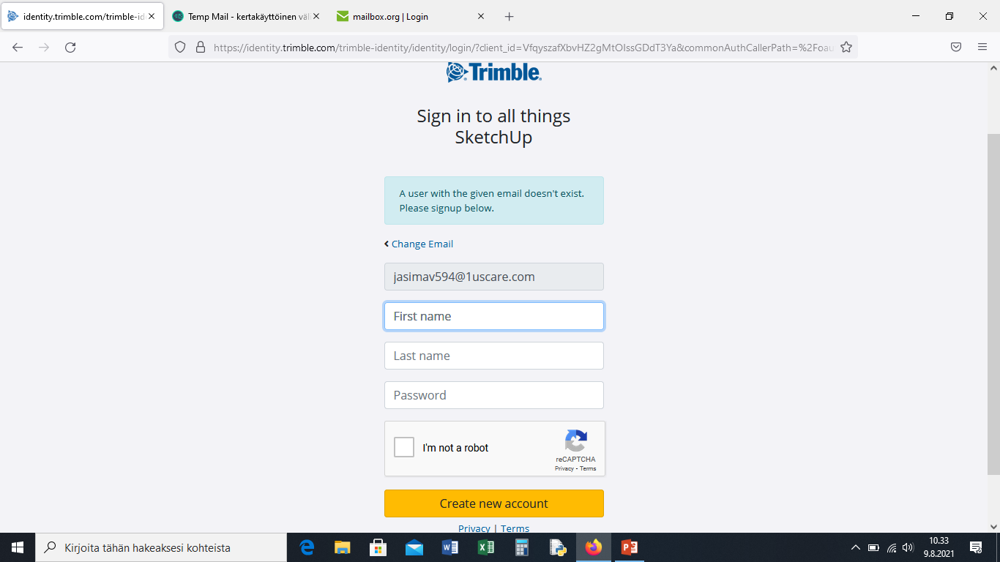 identity.trimble.com/trimble-id
Temp Mail - kertakäyttöinen väli
mailbox.org | Login
https://identity.trimble.com/trimble-identity/identity/login/?client_id=VfqyszafXbvHZ2gMtOIssGDdT3Ya&commonAuthCallerPath=%2Foau
Trimble
Sign in to all things
SketchUp
A user with the given email doesn't exist.
Please signup below.
Change Email
jasimav594@1uscare.com
First name
Last name
Password
I'm not a robot
reCAPTCHA
Privacy - Terms
Create new account
Privacy | Terms
Kirjoita tähän hakeaksesi kohteista
10.33
9.8.2021